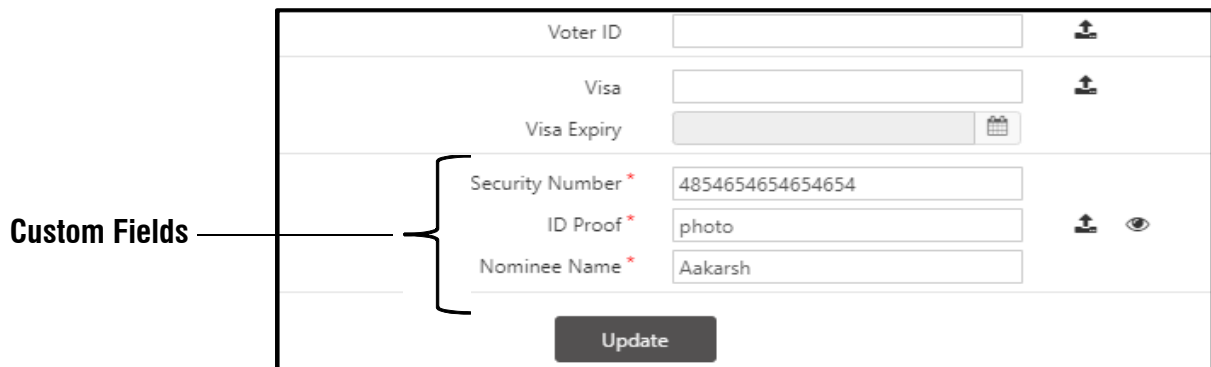 Voter ID
Visa
Visa Expiry
Security Number * 4854654654654654
ID Proof * photo
Custom Fields
Nominee Name * Aakarsh
Update